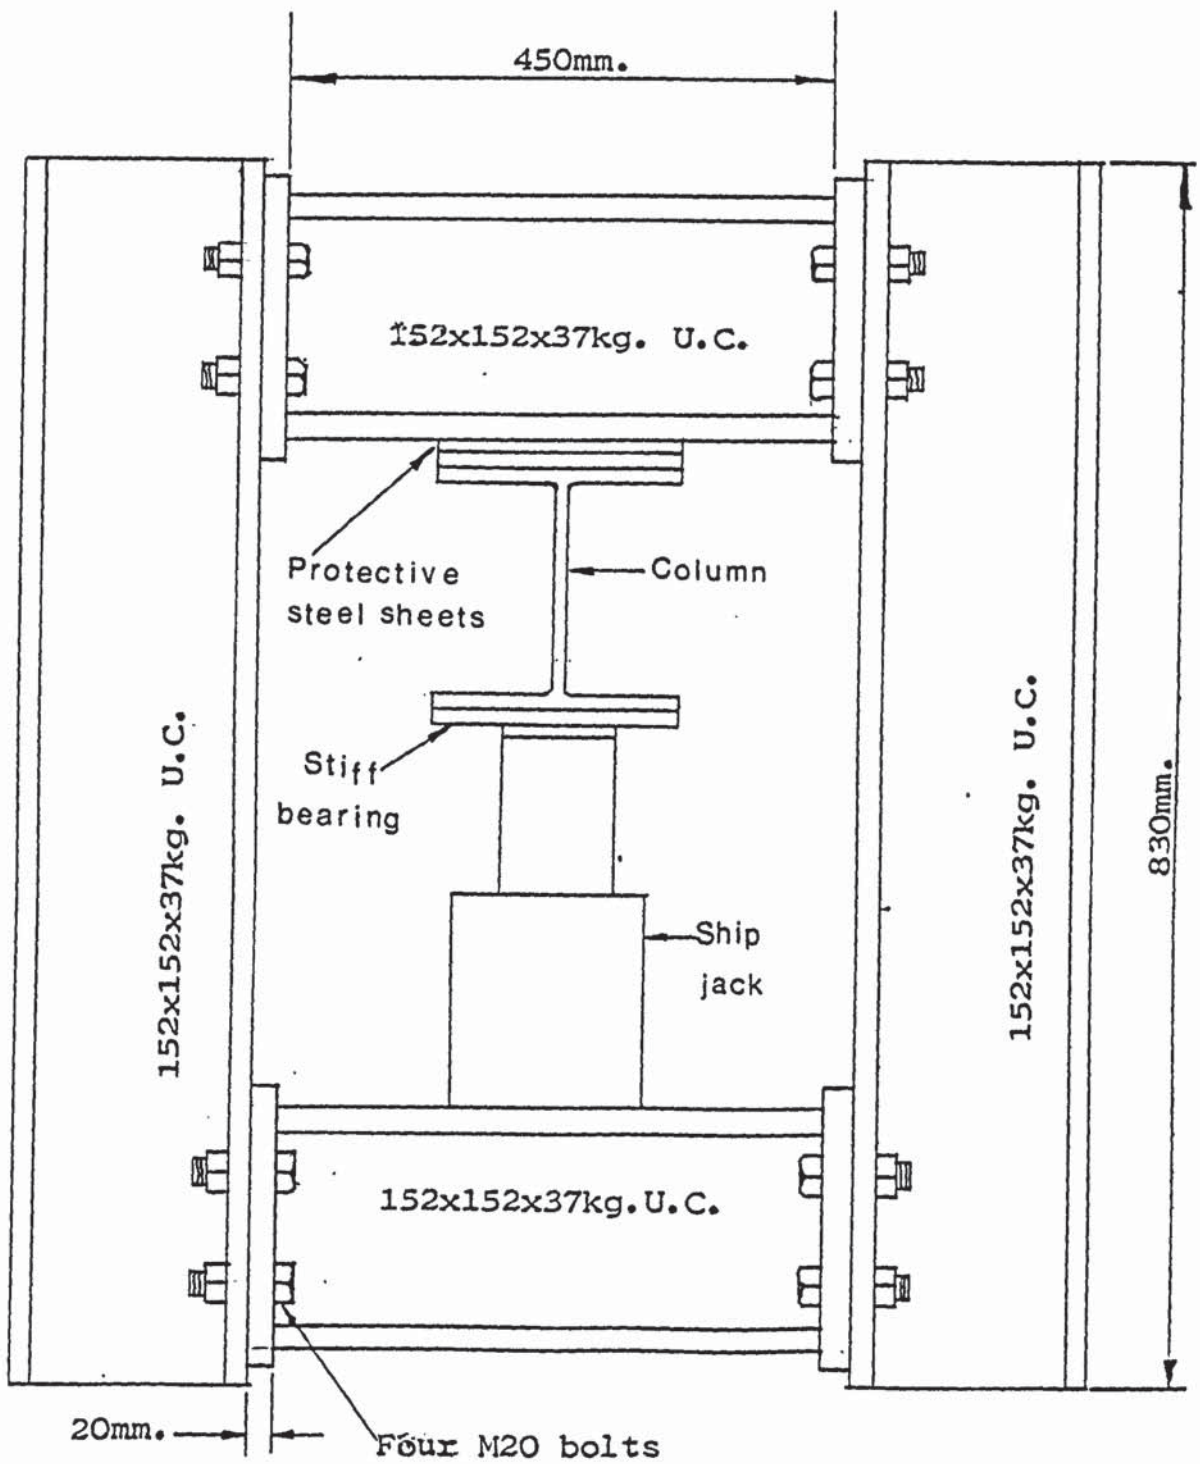 450mm.
152x152x37kg. U.C.
Protective
steel sheets
Column
152x152x37kg. U.C.
152x152x37kg. U.C.
830mm.
Stiff
bearing
Ship
jack
152x152x37kg.U.C.
20mm.
Four M20 bolts